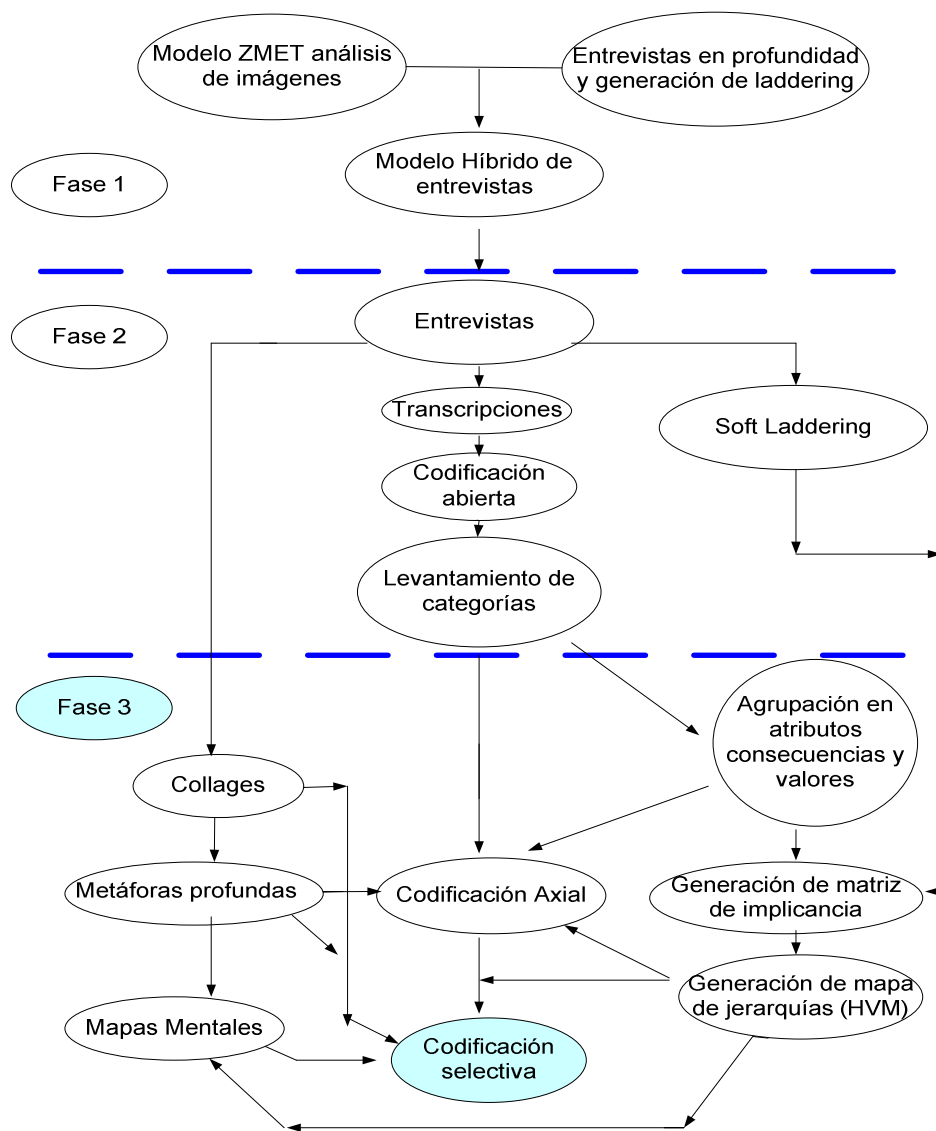 Modelo ZMET análisis
de imágenes
Entrevistas en profundidad
y generación de laddering
Modelo Híbrido de
entrevistas
Fase 1
Entrevistas
Fase 2
Transcripciones
Soft Laddering
Codificación
abierta
Levantamiento de
categorías
Fase 3
Agrupación en
atributos
consecuencias y
valores
Collages
Metáforas profundas
Codificación Axial
Generación de matriz
de implicancia
Generación de mapa
de jerarquías (HVM)
Mapas Mentales
Codificación
selectiva